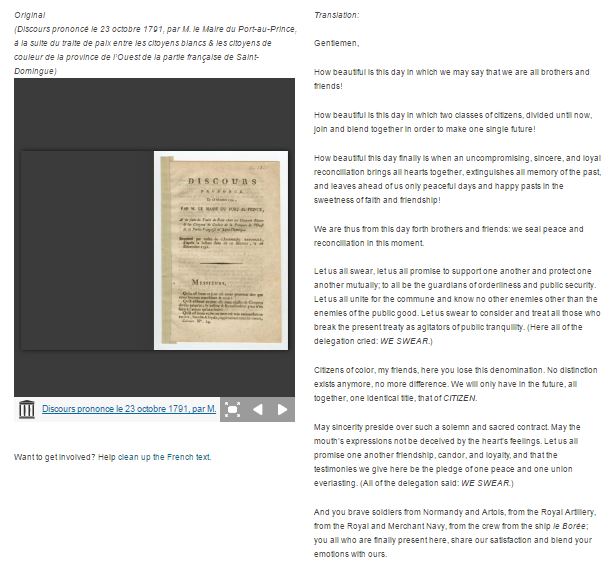 Original
(Discours prononcé le 23 octobre 1791, par M. le Maire du Port-au-Prince,
à la suite du traite de paix entre les citoyens blancs & les citoyens de
couleur de la province de l'Ouest de la partie française de Saint-
Domingue)
DISCOURS
PRONONCÉ
PAR M. LE MAIRE DU PORT-AU-PRINCE,
MESSIEURS,
Discours prononce le 23 octobre 1791, par M.
Want to get involved? Help clean up the French text.
Translation:
Gentlemen,
How beautiful is this day in which we may say that we are all brothers and
friends!
How beautiful is this day in which two classes of citizens, divided until now,
join and blend together in order to make one single future!
How beautiful this day finally is when an uncompromising, sincere, and loyal
reconciliation brings all hearts together, extinguishes all memory of the past,
and leaves ahead of us only peaceful days and happy pasts in the
sweetness of faith and friendship!
We are thus from this day forth brothers and friends: we seal peace and
reconciliation in this moment.
Let us all swear, let us all promise to support one another and protect one
another mutually; to all be the guardians of orderliness and public security.
Let us all unite for the commune and know no other enemies other than the
enemies of the public good. Let us swear to consider and treat all those who
break the present treaty as agitators of public tranquility. (Here all of the
delegation cried: WE SWEAR.)
Citizens of color, my friends, here you lose this denomination. No distinction
exists anymore, no more difference. We will only have in the future, all
together, one identical title, that of CITIZEN.
May sincerity preside over such a solemn and sacred contract. May the
mouth's expressions not be deceived by the heart's feelings. Let us all
promise one another friendship, candor, and loyalty, and that the
testimonies we give here be the pledge of one peace and one union
everlasting. (All of the delegation said: WE SWEAR.)
And you brave soldiers from Normandy and Artois, from the Royal Artillery,
from the Royal and Merchant Navy, from the crew from the ship le Borée;
you all who are finally present here, share our satisfaction and blend your
emotions with ours.